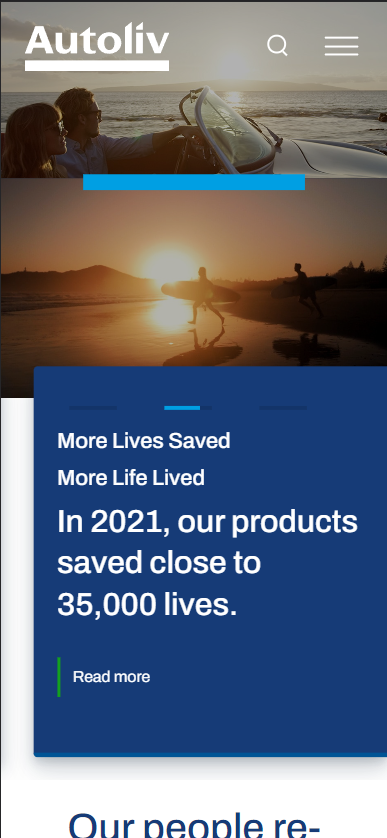 Autoliv
More Lives Saved
More Life Lived
In 2021, our products
saved close to
35,000 lives.
Read more
Our people re-